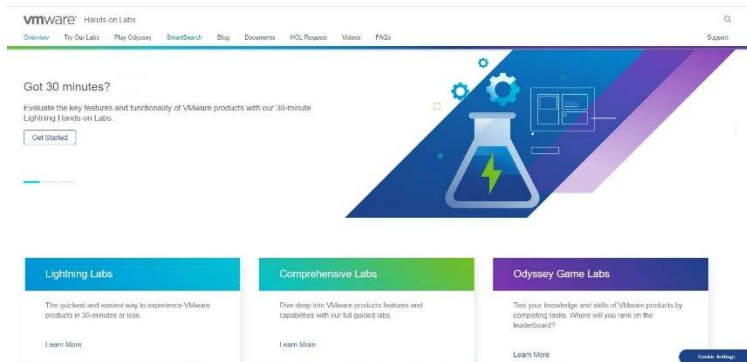 vmware® Hands-on Labs
Overview Try Our Labs Play Odyssey SmartSearch Blog Documents HOL Request Videos FAQs Support
Got 30 minutes?
Evaluate the key features and functionality of VMware products with our 30-minute
Lightning Hands-on Labs.
Get Started
Lightning Labs
The quickest and easiest way to experience VMware
products in 30-minutes or less.
Learn More
Comprehensive Labs
Dive deep into VMware products features and
capabilities with our full guided labs.
Learn More
Odyssey Game Labs
Test your knowledge and skills of VMware products by
completing tasks. Where will you rank on the
leaderboard?
Learn More
Cookie Settings